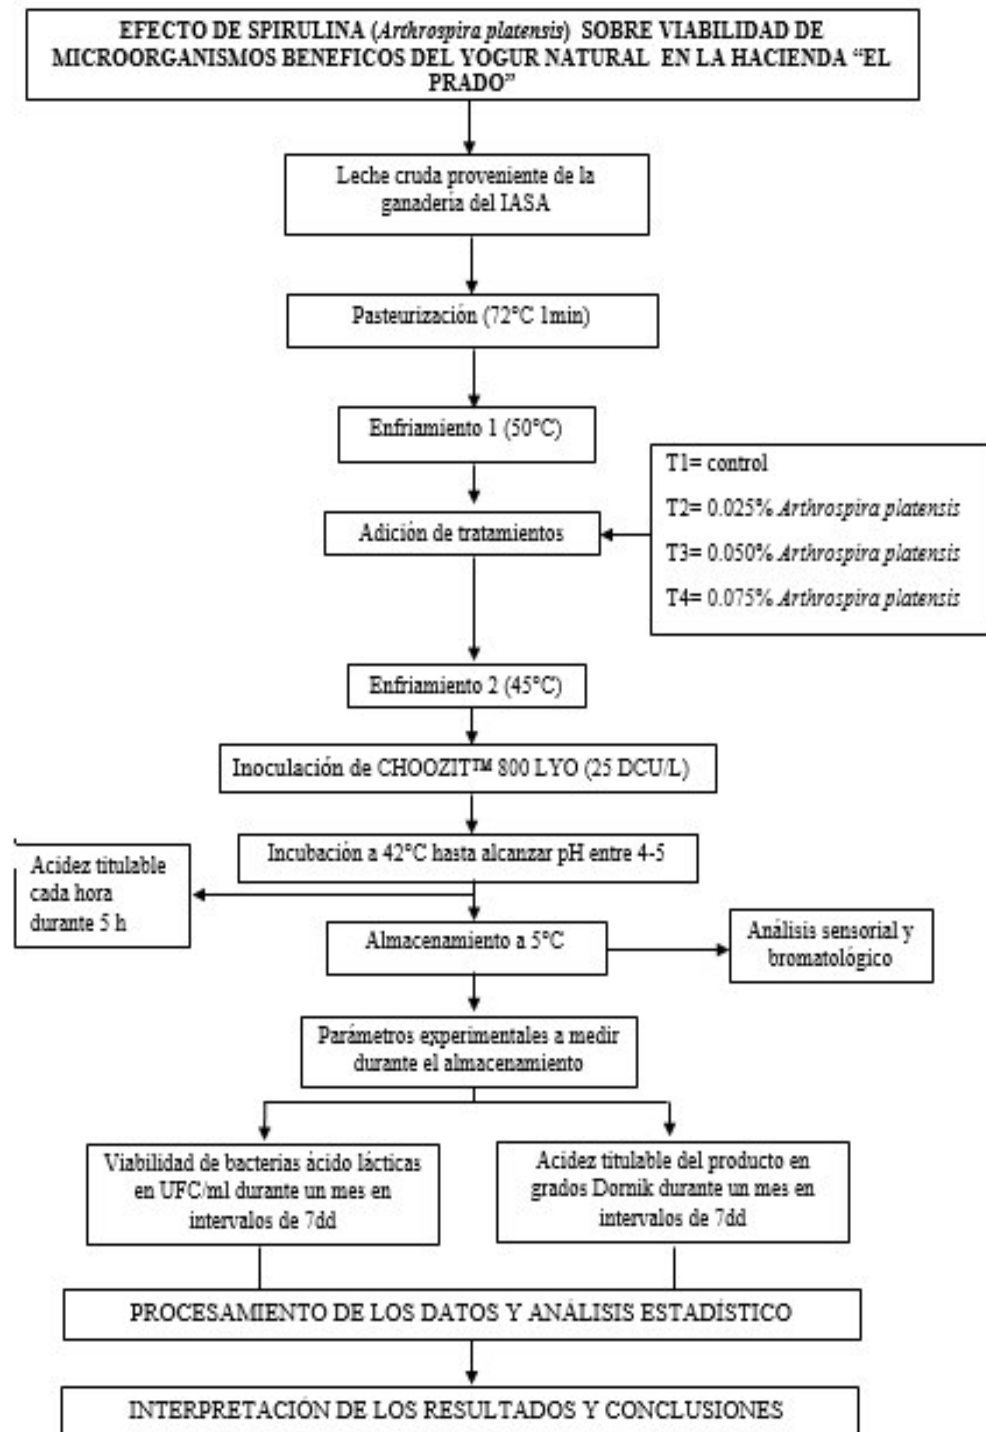 EFECTO DE SPIRULINA (Arthrospira platensis) SOBRE VIABILIDAD DE
MICROORGANISMOS BENEFICOS DEL YOGUR NATURAL EN LA HACIENDA “EL
PRADO”
Leche cruda proveniente de la
ganadería del IASA
Pasteurización (72°C 1min)
Enfriamiento 1 (50°C)
T1= control
T2= 0.025% Arthrospira platensis
T3= 0.050% Arthrospira platensis
T4= 0.075% Arthrospira platensis
Adición de tratamientos
Enfriamiento 2 (45°C)
Inoculación de CHOOZIT™ 800 LYO (25 DCU/L)
Incubación a 42°C hasta alcanzar pH entre 4-5
Acidez titulable
cada hora
durante 5 h
Almacenamiento a 5°C
Análisis sensorial y
bromatológico
Parámetros experimentales a medir
durante el almacenamiento
Viabilidad de bacterias ácido lácticas
en UFC/ml durante un mes en
intervalos de 7dd
Acidez titulable del producto en
grados Dornik durante un mes en
intervalos de 7dd
PROCESAMIENTO DE LOS DATOS Y ANÁLISIS ESTADÍSTICO
INTERPRETACIÓN DE LOS RESULTADOS Y CONCLUSIONES